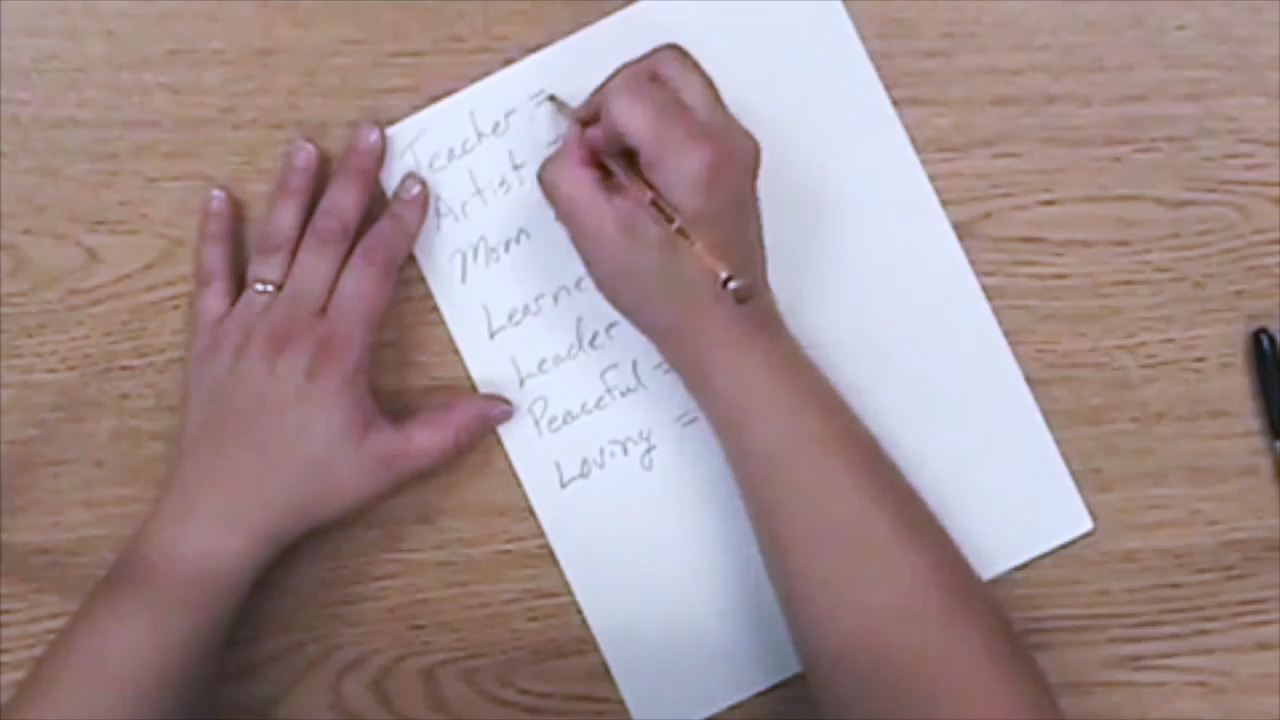 Teacher =
Artist =
Mom
Learne
Leader
Peaceful =
Loving =